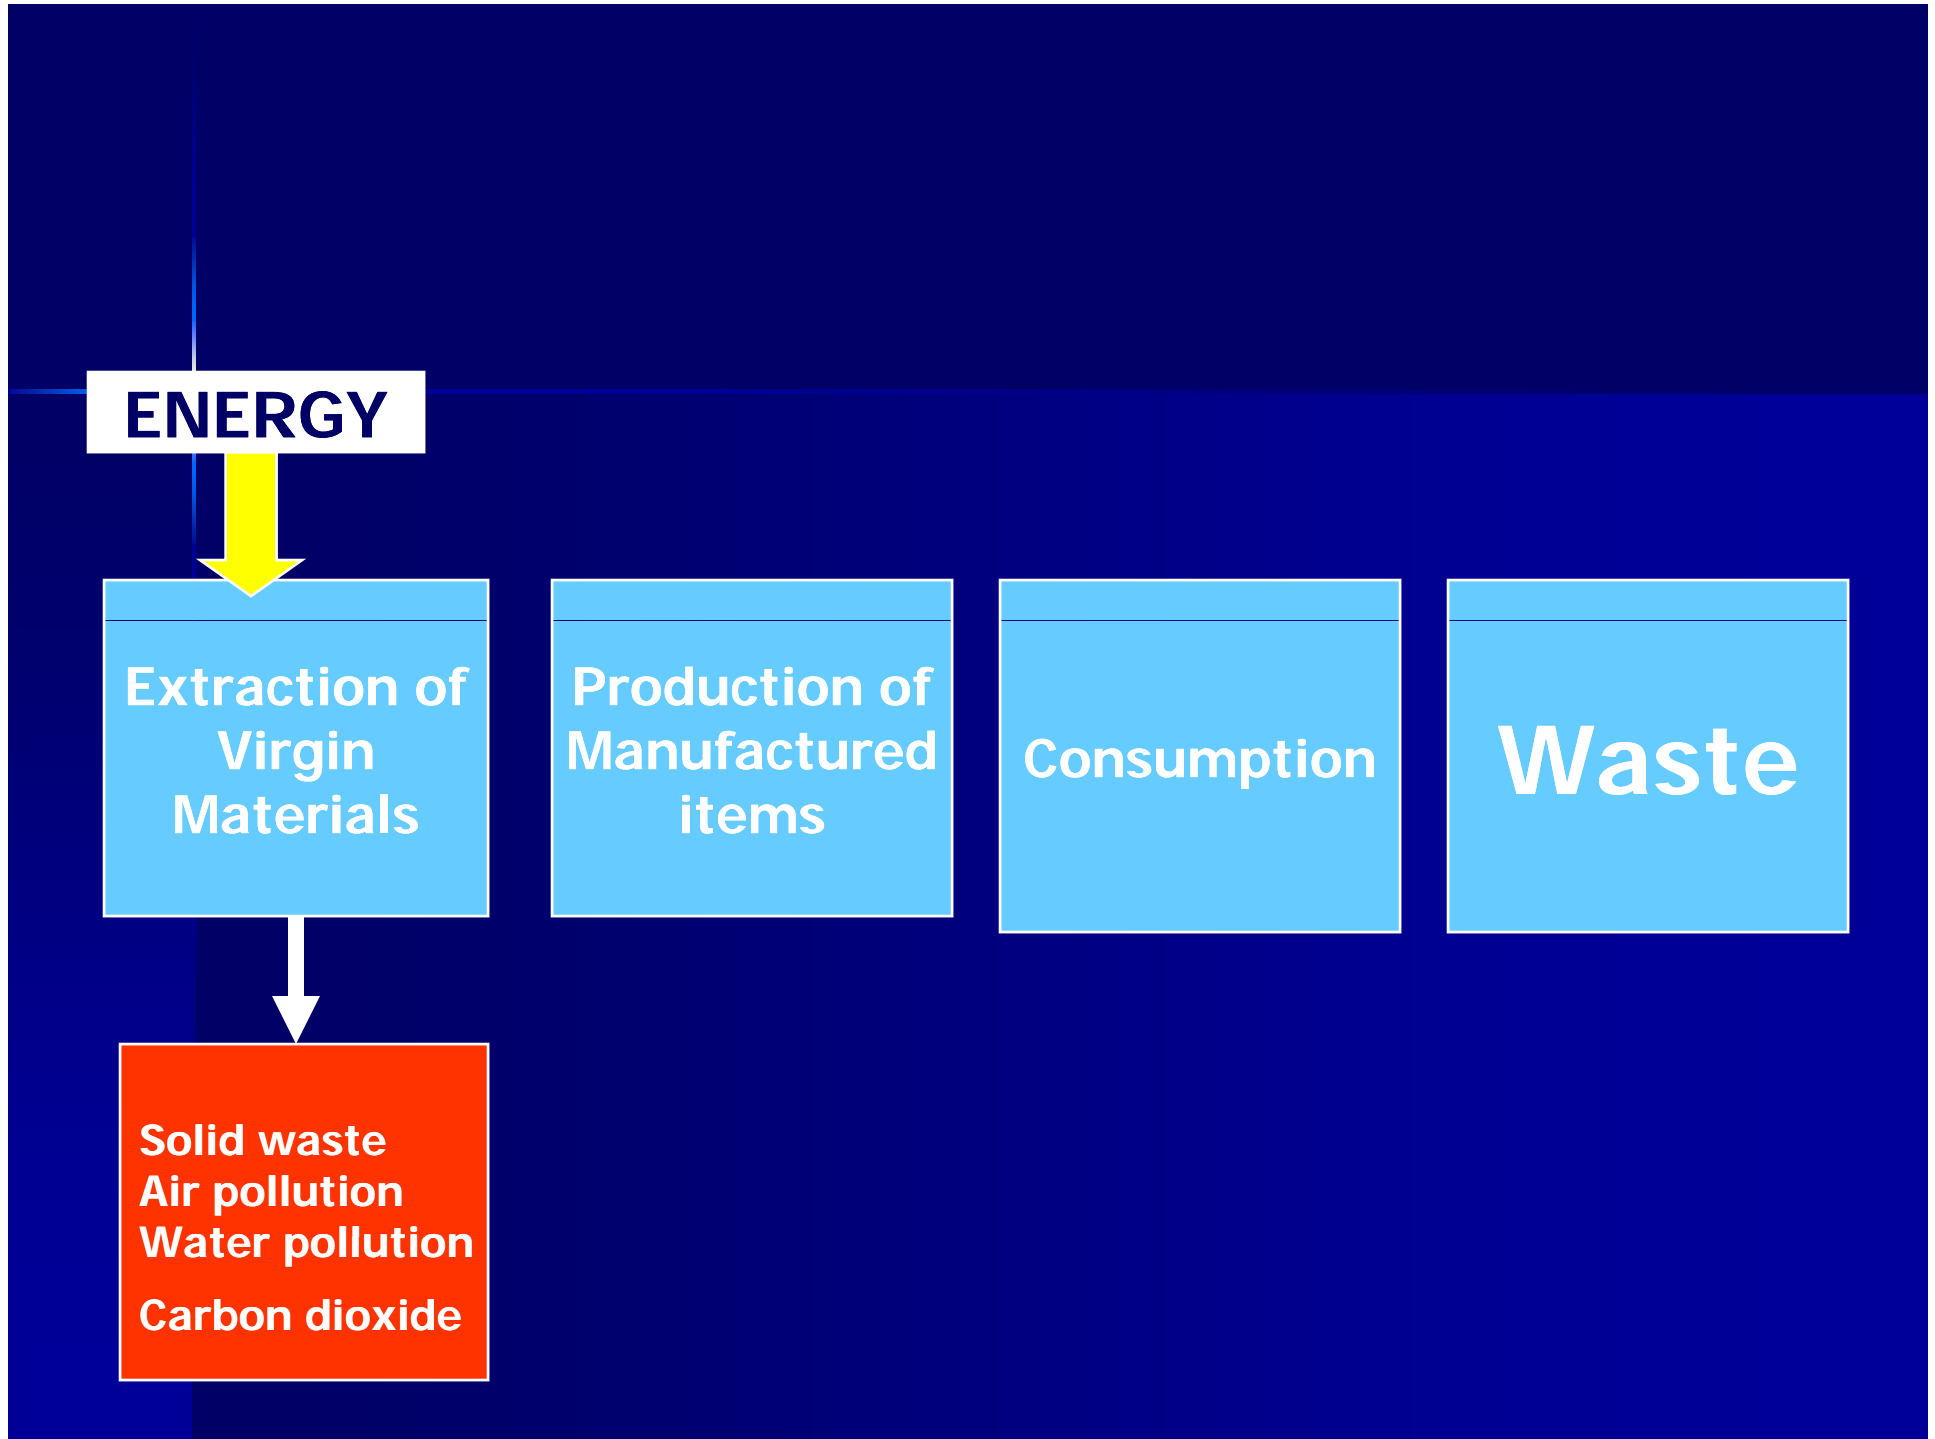 ENERGY
Extraction of
Virgin
Materials
Production of
Manufactured
items
Consumption
Waste
Solid waste
Air pollution
Water pollution
Carbon dioxide